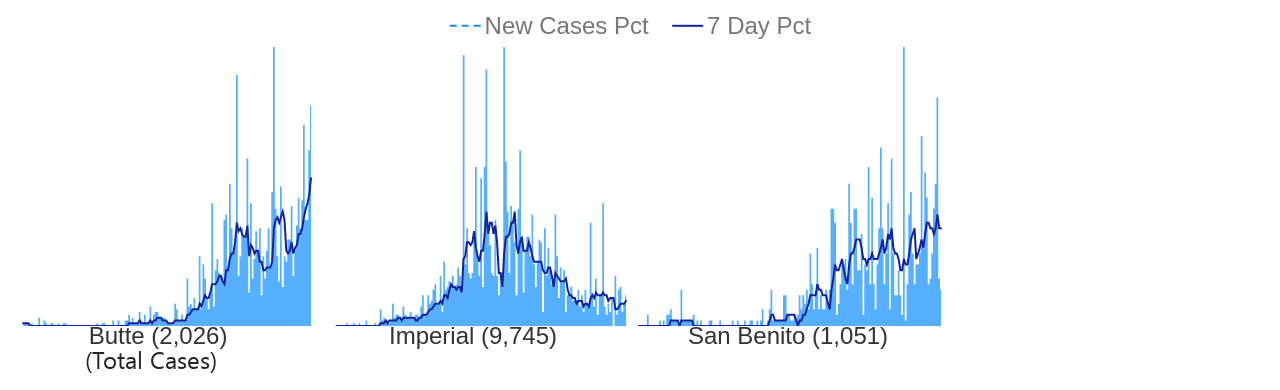 New Cases Pct 7 Day Pct
Butte (2,026) Imperial (9,745) San Benito (1,051)
(Total Cases)